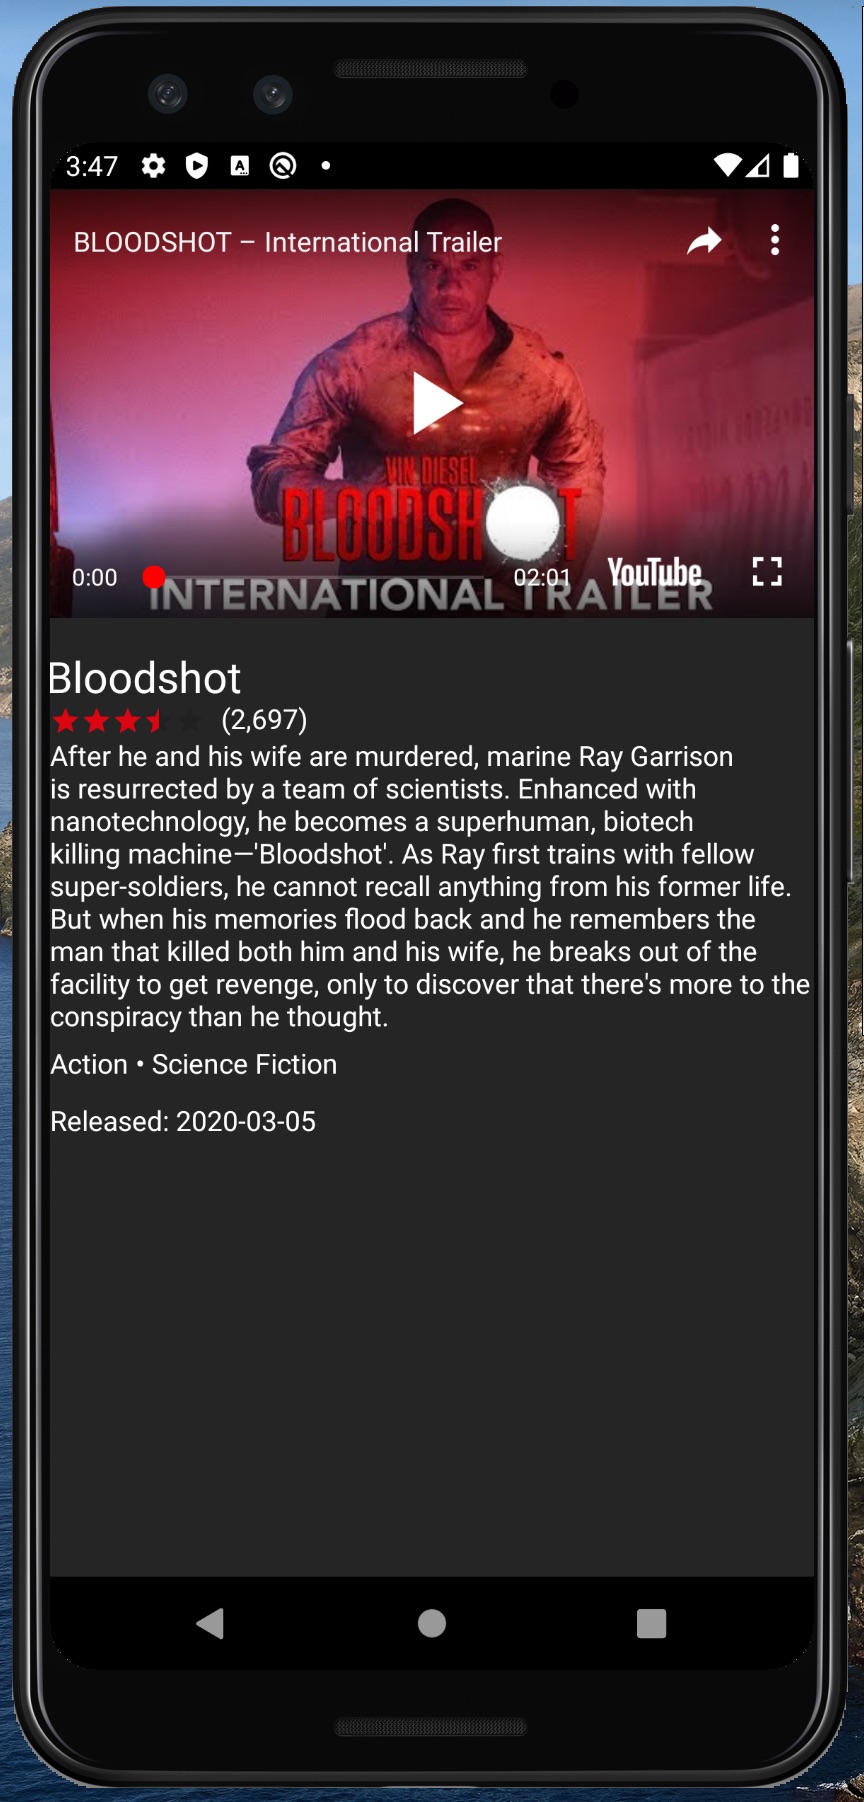 3:47
BLOODSHOT – International Trailer
VIN DIESEL
BLOODSHOT
0:00
02:01
YouTube
INTERNATIONAL TRAILER
Bloodshot
(2,697)
After he and his wife are murdered, marine Ray Garrison
is resurrected by a team of scientists. Enhanced with
nanotechnology, he becomes a superhuman, biotech
killing machine—'Bloodshot'. As Ray first trains with fellow
super-soldiers, he cannot recall anything from his former life.
But when his memories flood back and he remembers the
man that killed both him and his wife, he breaks out of the
facility to get revenge, only to discover that there's more to the
conspiracy than he thought.
Action • Science Fiction
Released: 2020-03-05